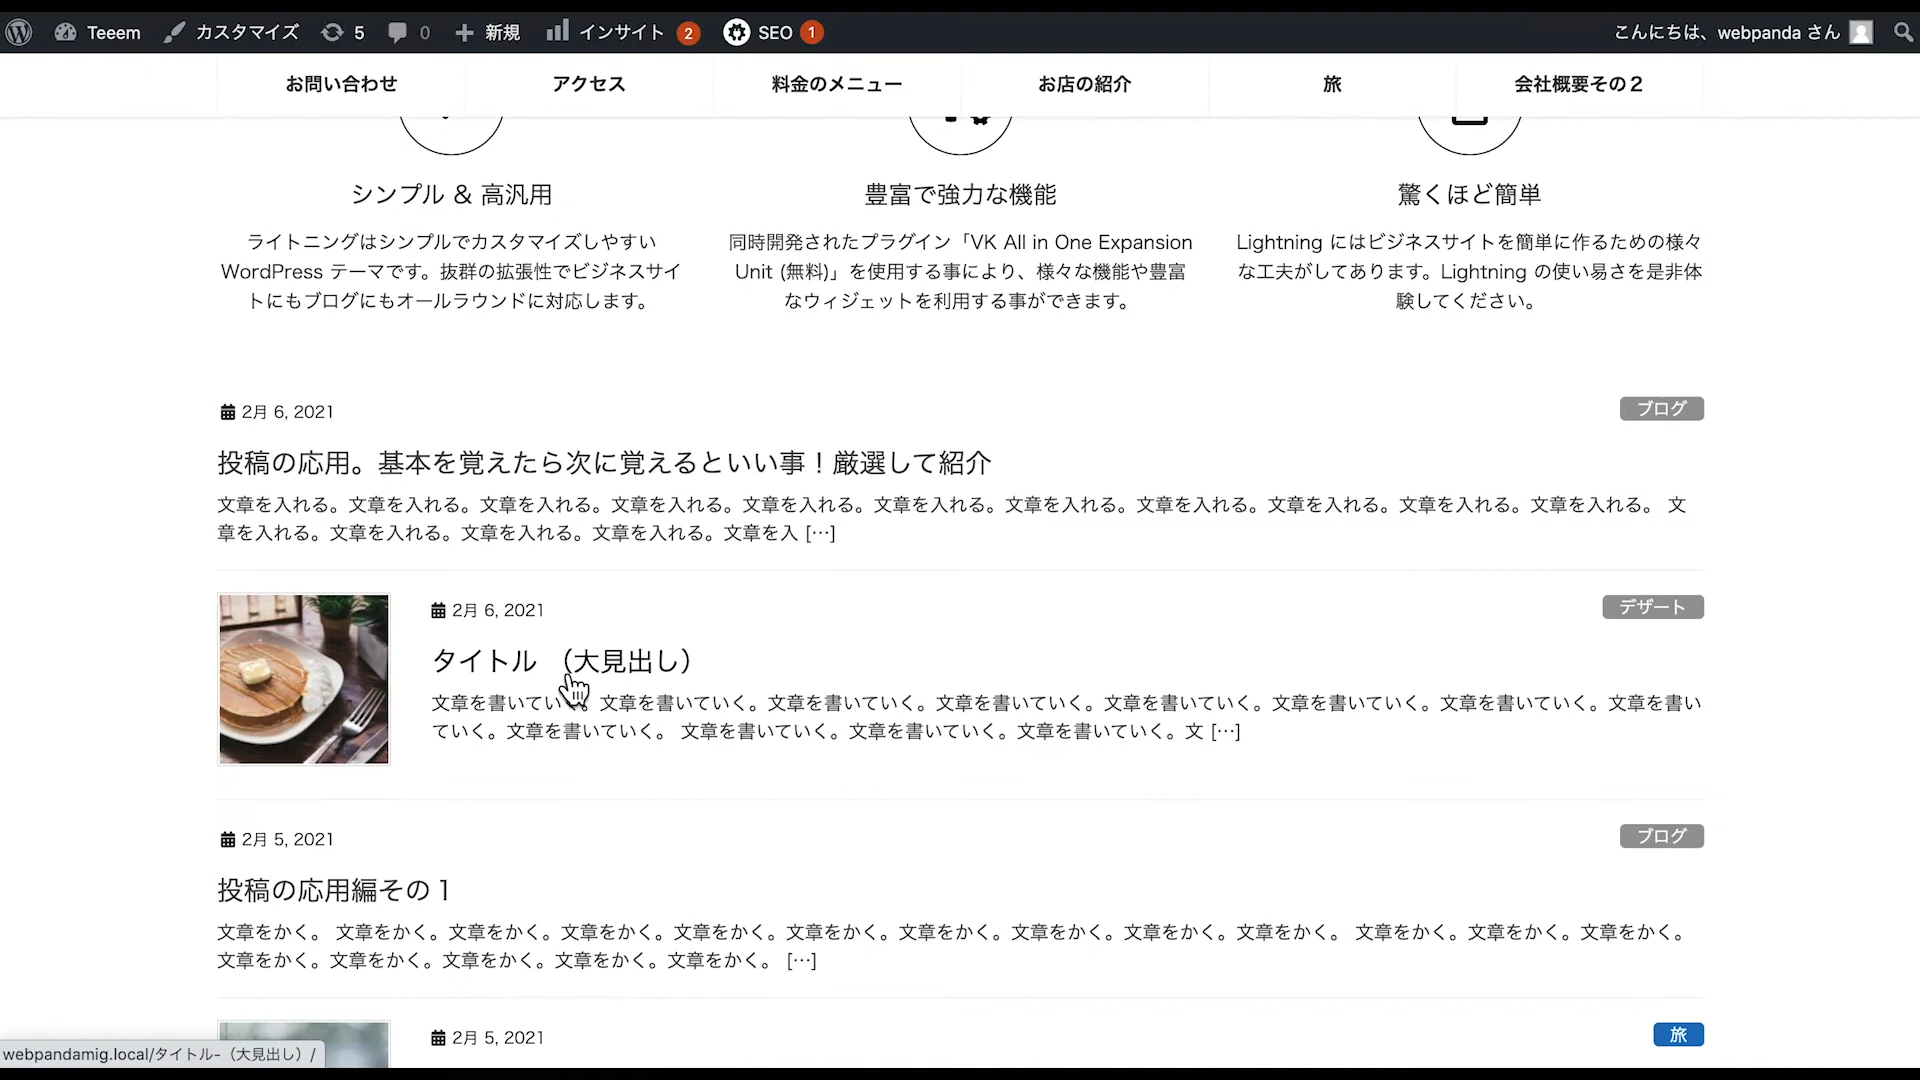 Teeem カスタマイズ 5 0 新規 インサイト 2 SEO 1 こんにちは、webpanda さん
お問い合わせ アクセス 料金のメニュー お店の紹介 旅 会社概要その２
シンプル & 高汎用
ライトニングはシンプルでカスタマイズしやすい
WordPress テーマです。抜群の拡張性でビジネスサイ
トにもブログにもオールラウンドに対応します。
豊富で強力な機能
同時開発されたプラグイン「VK All in One Expansion
Unit (無料)」を使用する事により、様々な機能や豊富
なウィジェットを利用する事ができます。
驚くほど簡単
Lightning にはビジネスサイトを簡単に作るための様々
な工夫がしてあります。Lightning の使い易さを是非体
験してください。
2月 6, 2021 ブログ
投稿の応用。基本を覚えたら次に覚えるといい事！厳選して紹介
文章を入れる。文章を入れる。文章を入れる。文章を入れる。文章を入れる。文章を入れる。文章を入れる。文章を入れる。文章を入れる。文章を入れる。文章を入れる。 文
章を入れる。文章を入れる。文章を入れる。文章を入れる。文章を入 […]
2月 6, 2021 デザート
タイトル （大見出し）
文章を書いていく。文章を書いていく。文章を書いていく。文章を書いていく。文章を書いていく。文章を書いていく。文章を書いていく。文章を書い
ていく。文章を書いていく。 文章を書いていく。文章を書いていく。文章を書いていく。文 […]
2月 5, 2021 ブログ
投稿の応用編その１
文章をかく。 文章をかく。文章をかく。文章をかく。文章をかく。文章をかく。文章をかく。文章をかく。文章をかく。文章をかく。 文章をかく。文章をかく。文章をかく。
文章をかく。文章をかく。文章をかく。文章をかく。文章をかく。 […]
2月 5, 2021 旅
webpandamig.local/タイトル-（大見出し）/